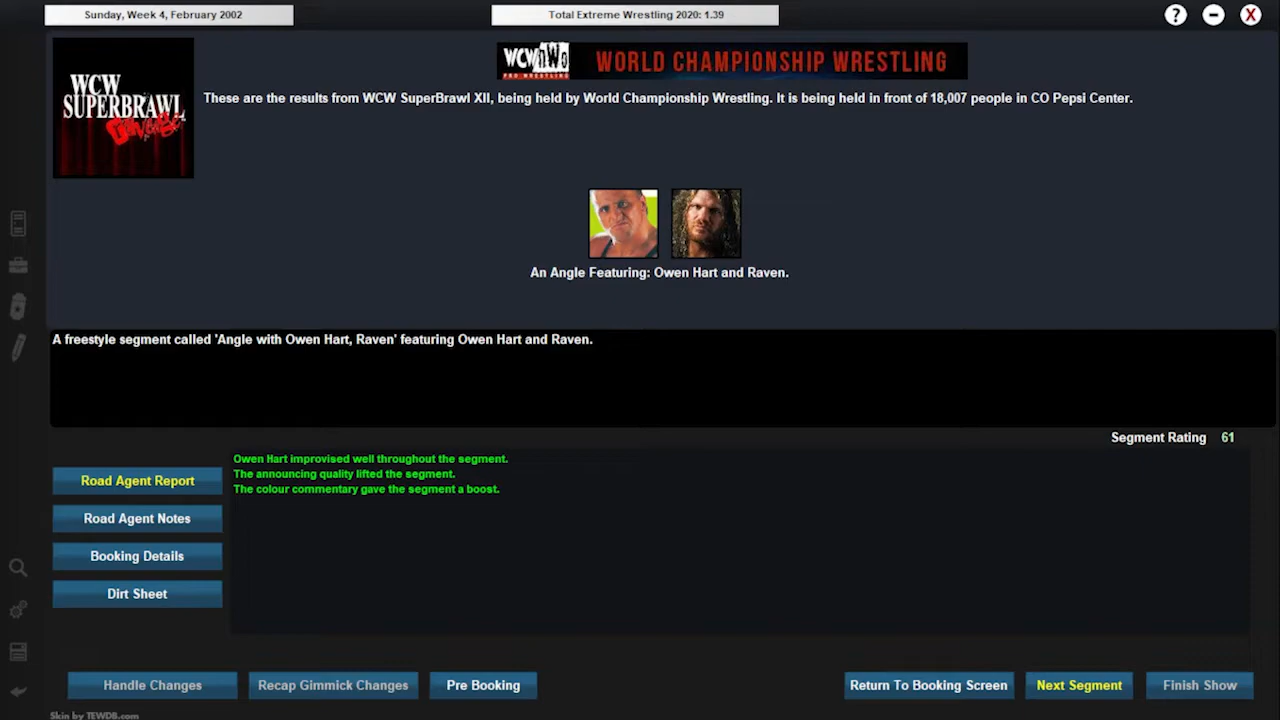 Sunday, Week 4, February 2002
Total Extreme Wrestling 2020: 1.39
? – X
WCW SUPERBRAWL Revenge
WCW nWo PRO WRESTLING
WORLD CHAMPIONSHIP WRESTLING
These are the results from WCW SuperBrawl XII, being held by World Championship Wrestling. It is being held in front of 18,007 people in CO Pepsi Center.
An Angle Featuring: Owen Hart and Raven.
A freestyle segment called 'Angle with Owen Hart, Raven' featuring Owen Hart and Raven.
Segment Rating 61
Owen Hart improvised well throughout the segment.
The announcing quality lifted the segment.
The colour commentary gave the segment a boost.
Road Agent Report
Road Agent Notes
Booking Details
Dirt Sheet
Handle Changes
Recap Gimmick Changes
Pre Booking
Return To Booking Screen
Next Segment
Finish Show
Skin by TEWDB.com